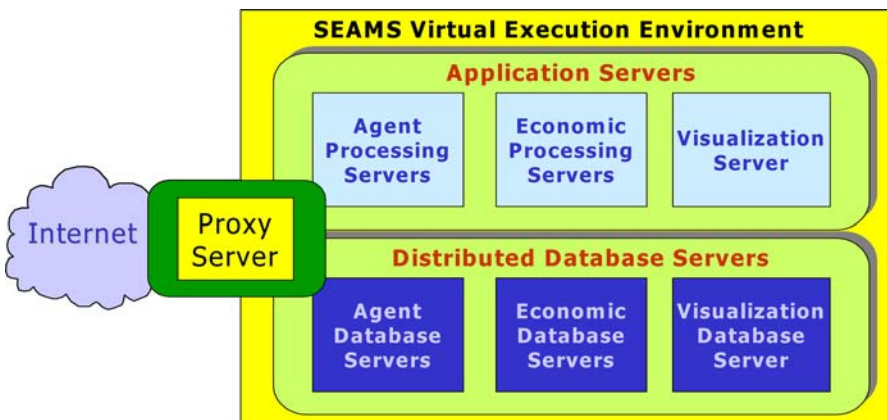 SEAMS Virtual Execution Environment
Application Servers
Agent
Processing
Servers
Economic
Processing
Servers
Visualization
Server
Internet
Proxy
Server
Distributed Database Servers
Agent
Database
Servers
Economic
Database
Servers
Visualization
Database
Server